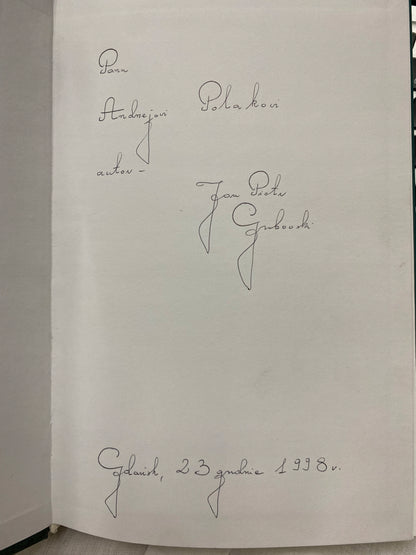 Panu
Andrzejowi Polakowi
autor –
Jan Piotr
Grabowski
Gdańsk, 23 grudnia 1998 r.